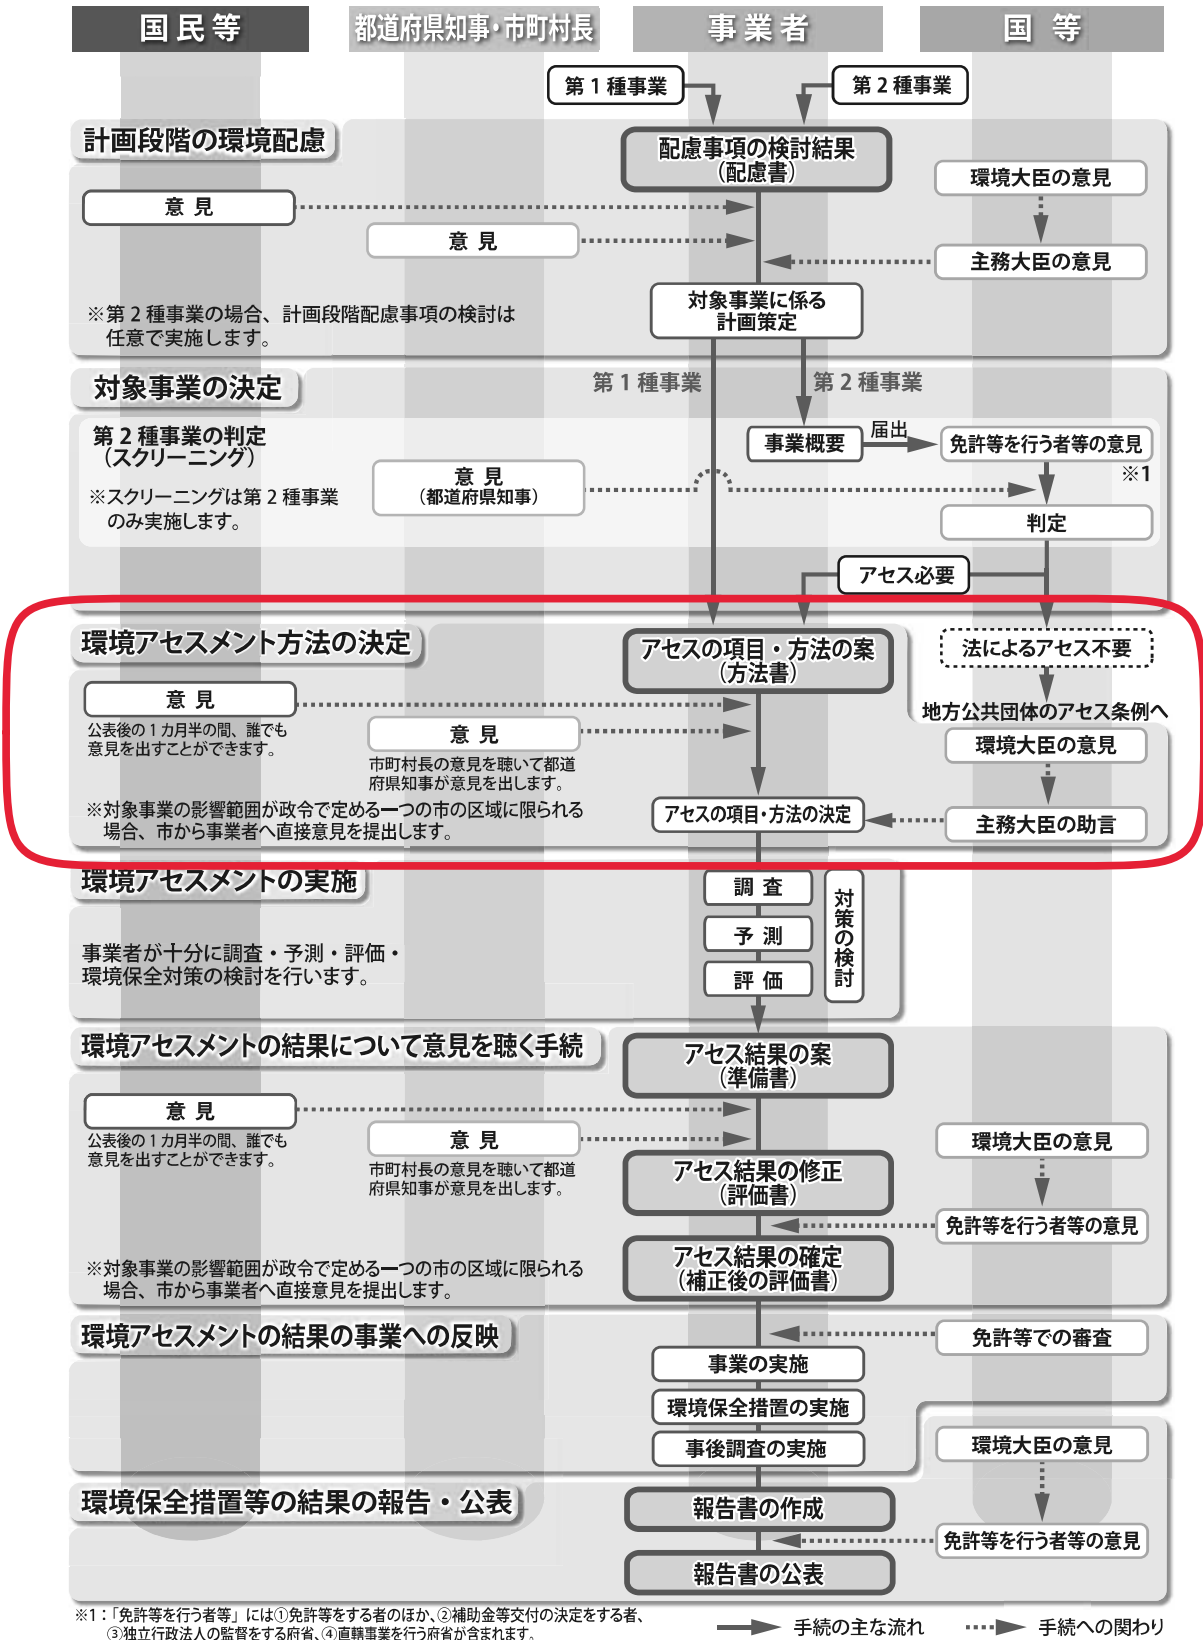 国民等
都道府県知事・市町村長
事業者
国 等
第1種事業
第2種事業
計画段階の環境配慮
配慮事項の検討結果
（配慮書）
環境大臣の意見
意 見
意 見
主務大臣の意見
対象事業に係る
計画策定
※第2種事業の場合、計画段階配慮事項の検討は
任意で実施します。
対象事業の決定
第1種事業
第2種事業
第2種事業の判定
（スクリーニング）
事業概要
届出
免許等を行う者等の意見
※1
意 見
（都道府県知事）
※スクリーニングは第2種事業
のみ実施します。
判定
アセス必要
環境アセスメント方法の決定
アセスの項目・方法の案
（方法書）
法によるアセス不要
意 見
地方公共団体のアセス条例へ
公表後の1カ月半の間、誰でも
意見を出すことができます。
意 見
環境大臣の意見
市町村長の意見を聴いて都道
府県知事が意見を出します。
※対象事業の影響範囲が政令で定める一つの市の区域に限られる
場合、市から事業者へ直接意見を提出します。
アセスの項目・方法の決定
主務大臣の助言
環境アセスメントの実施
調 査
予 測
評 価
対策の検討
事業者が十分に調査・予測・評価・
環境保全対策の検討を行います。
環境アセスメントの結果について意見を聴く手続
アセス結果の案
（準備書）
意 見
公表後の1カ月半の間、誰でも
意見を出すことができます。
意 見
環境大臣の意見
市町村長の意見を聴いて都道
府県知事が意見を出します。
アセス結果の修正
（評価書）
免許等を行う者等の意見
アセス結果の確定
（補正後の評価書）
※対象事業の影響範囲が政令で定める一つの市の区域に限られる
場合、市から事業者へ直接意見を提出します。
環境アセスメントの結果の事業への反映
免許等での審査
事業の実施
環境保全措置の実施
事後調査の実施
環境大臣の意見
環境保全措置等の結果の報告・公表
報告書の作成
免許等を行う者等の意見
報告書の公表
※1：「免許等を行う者等」には①免許等をする者のほか、②補助金等交付の決定をする者、
③独立行政法人の監督をする府省、④直轄事業を行う府省が含まれます。
手続の主な流れ
手続への関わり